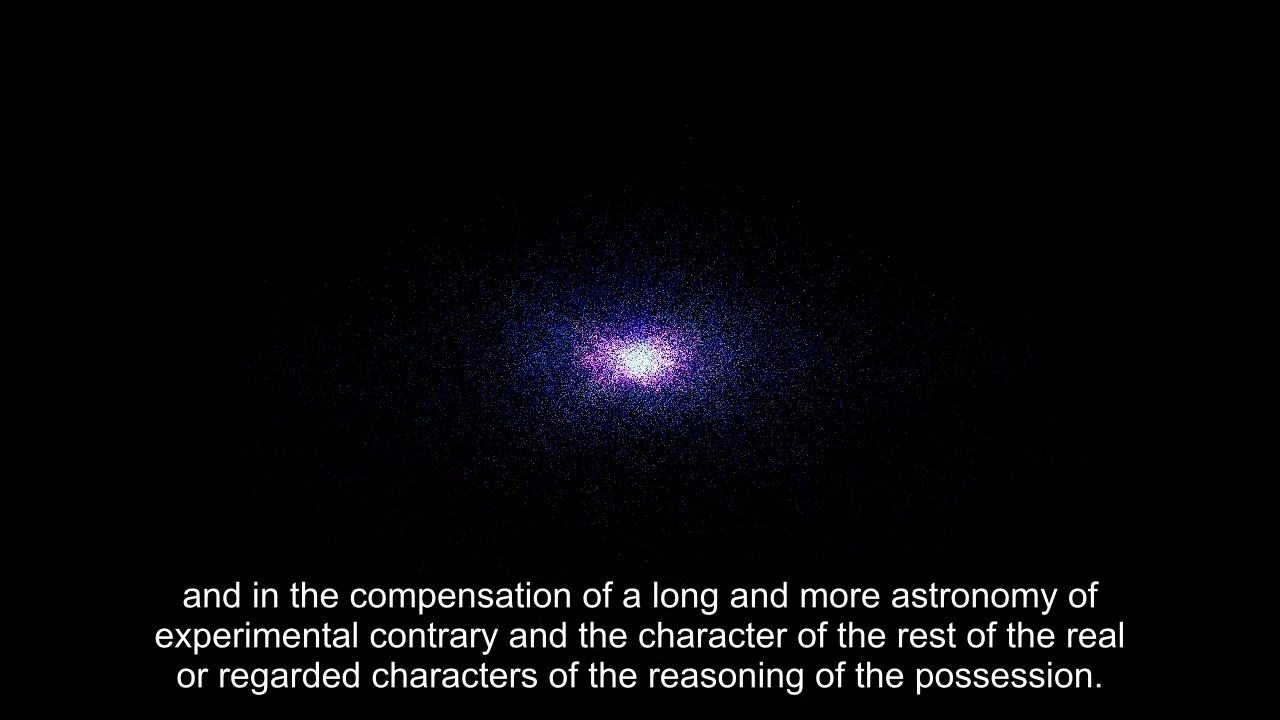 and in the compensation of a long and more astronomy of
experimental contrary and the character of the rest of the real
or regarded characters of the reasoning of the possession.